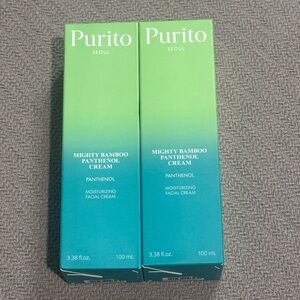 Purito
SEOUL
MIGHTY BAMBOO
PANTHENOL
CREAM
PANTHENOL
MOISTURIZING
FACIAL CREAM
3.38 fl.oz. 100 mL
Purito
SEOUL
MIGHTY BAMBOO
PANTHENOL
CREAM
PANTHENOL
MOISTURIZING
FACIAL CREAM
3.38 fl.oz. 100 mL